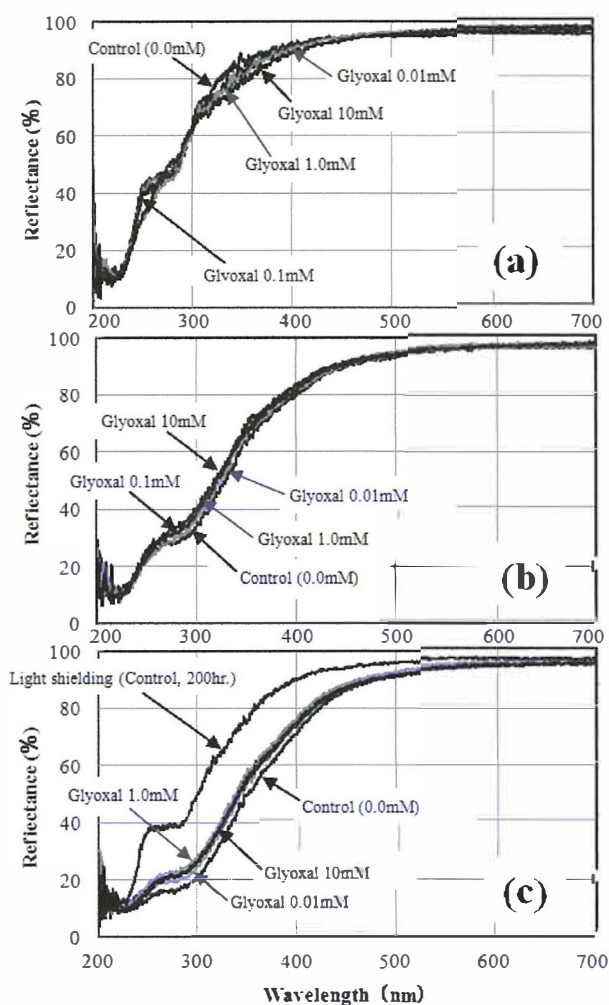 100
80
60
40
20
0
Reflectance (%)
Control (0.0mM)
Glyoxal 0.01mM
Glyoxal 10mM
Glyoxal 1.0mM
Glvoxal 0.1mM
(a)
200 300 400 500 600 700
100
80
60
40
20
0
Reflectance (%)
Glyoxal 10mM
Glyoxal 0.1mM
Glyoxal 0.01mM
Glyoxal 1.0mM
Control (0.0mM)
(b)
200 300 400 500 600 700
100
80
60
40
20
0
Reflectance (%)
Light shielding (Control, 200hr.)
Glyoxal 1.0mM
Control (0.0mM)
Glyoxal 10mM
Glyoxal 0.01mM
(c)
200 300 400 500 600 700
Wavelength (nm)